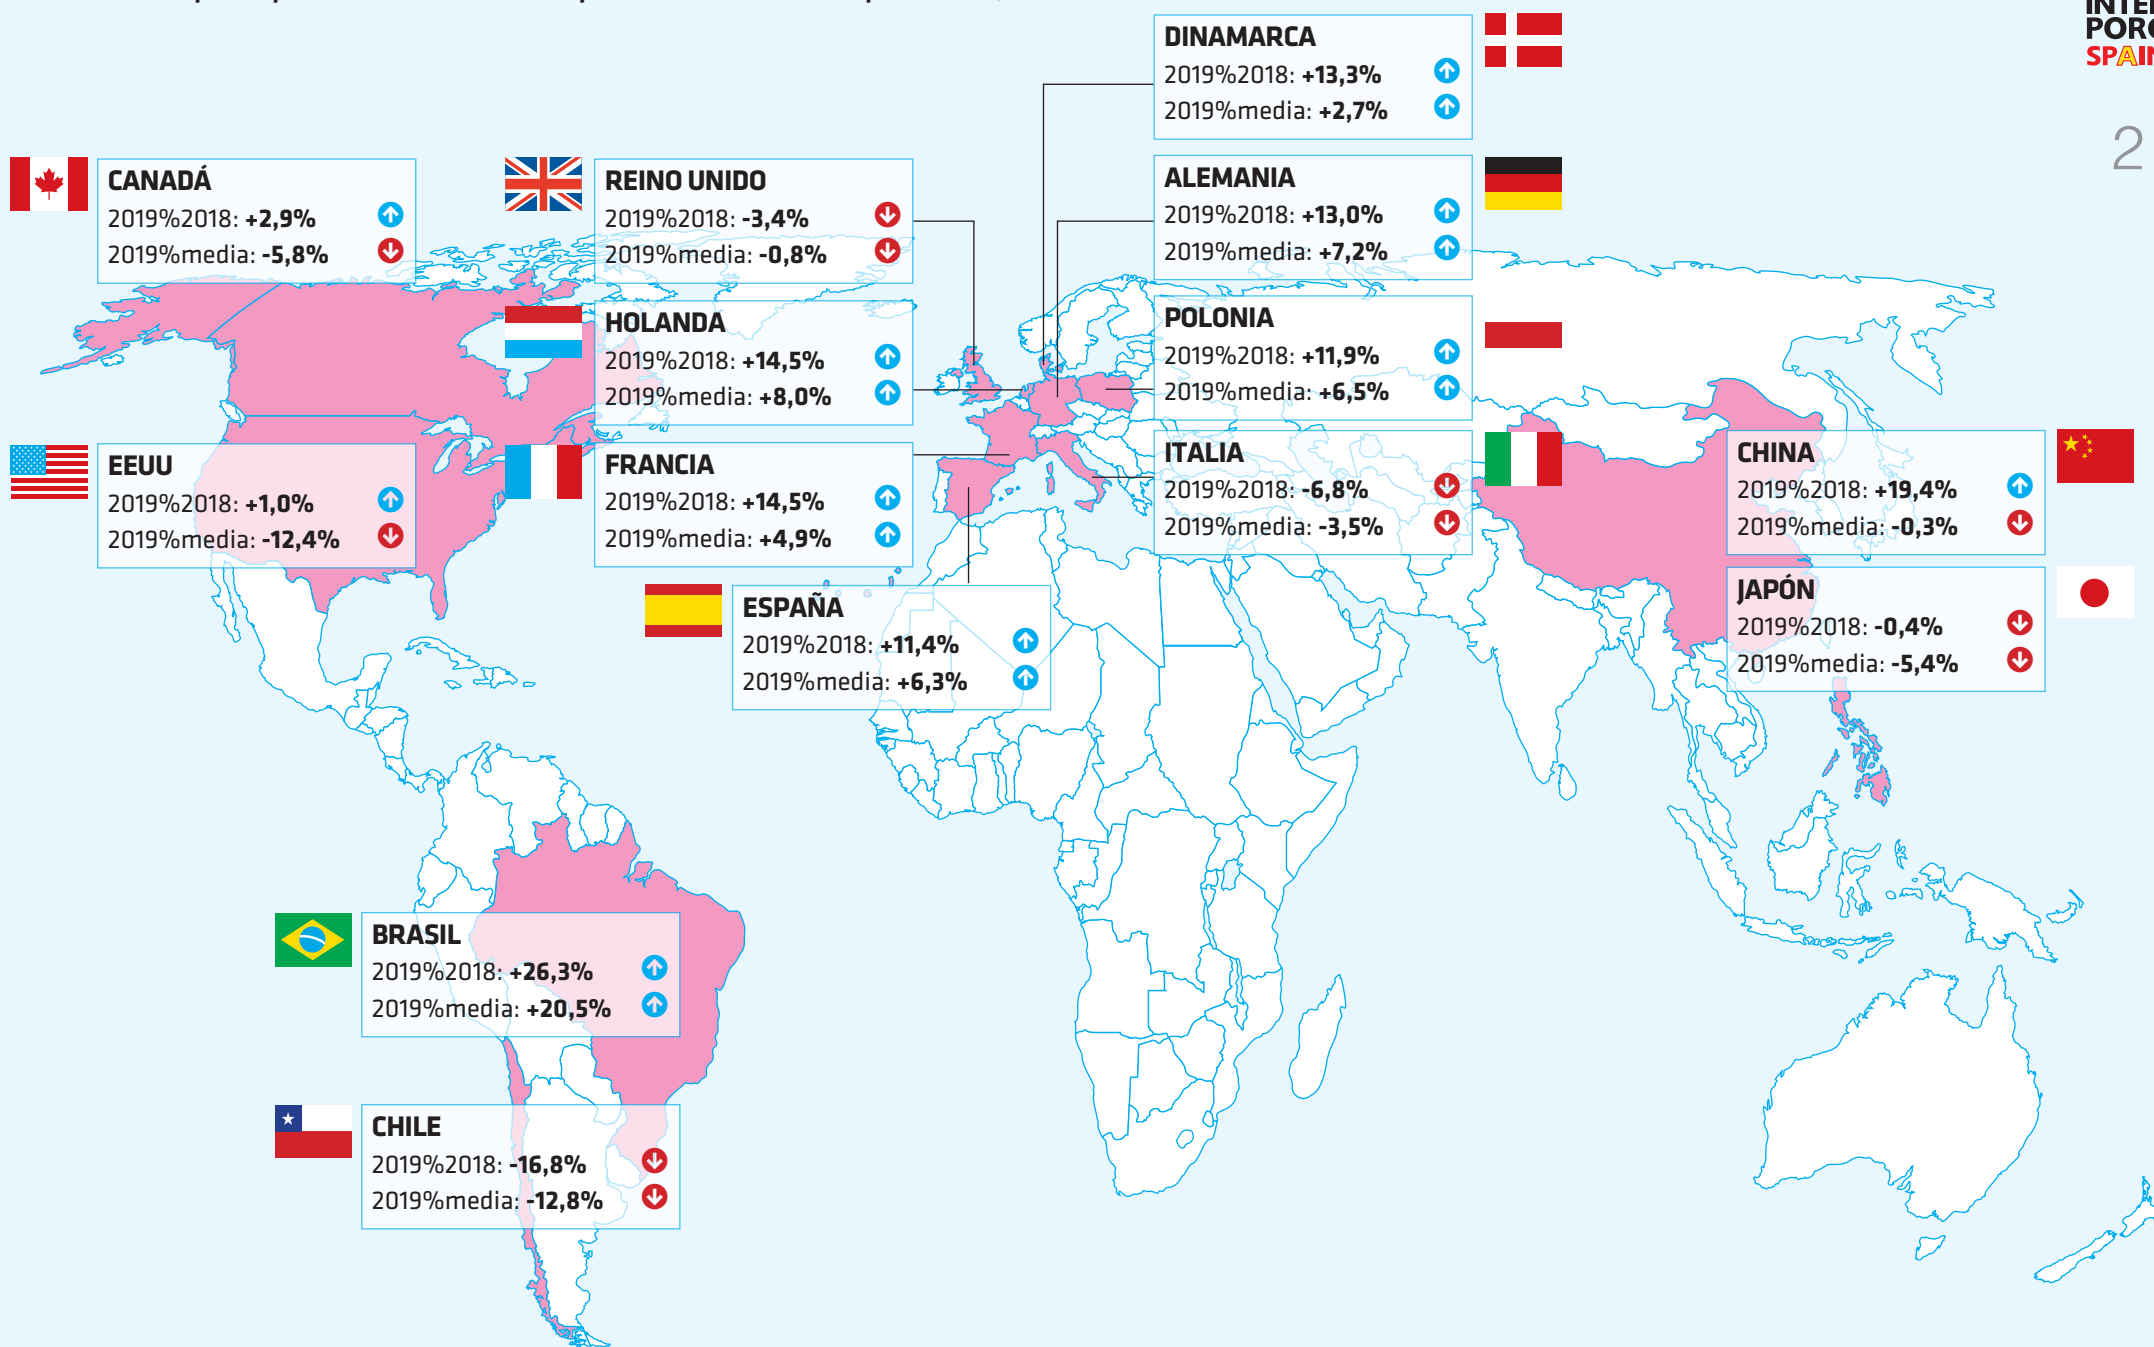 SPAIN
2
DINAMARCA
2019%2018: +13,3%
2019%media: +2,7%
CANADÁ
2019%2018: +2,9%
2019%media: -5,8%
REINO UNIDO
2019%2018: -3,4%
2019%media: -0,8%
ALEMANIA
2019%2018: +13,0%
2019%media: +7,2%
HOLANDA
2019%2018: +14,5%
2019%media: +8,0%
POLONIA
2019%2018: +11,9%
2019%media: +6,5%
EEUU
2019%2018: +1,0%
2019%media: -12,4%
FRANCIA
2019%2018: +14,5%
2019%media: +4,9%
ITALIA
2019%2018: -6,8%
2019%media: -3,5%
CHINA
2019%2018: +19,4%
2019%media: -0,3%
ESPAÑA
2019%2018: +11,4%
2019%media: +6,3%
JAPÓN
2019%2018: -0,4%
2019%media: -5,4%
BRASIL
2019%2018: +26,3%
2019%media: +20,5%
CHILE
2019%2018: -16,8%
2019%media: -12,8%